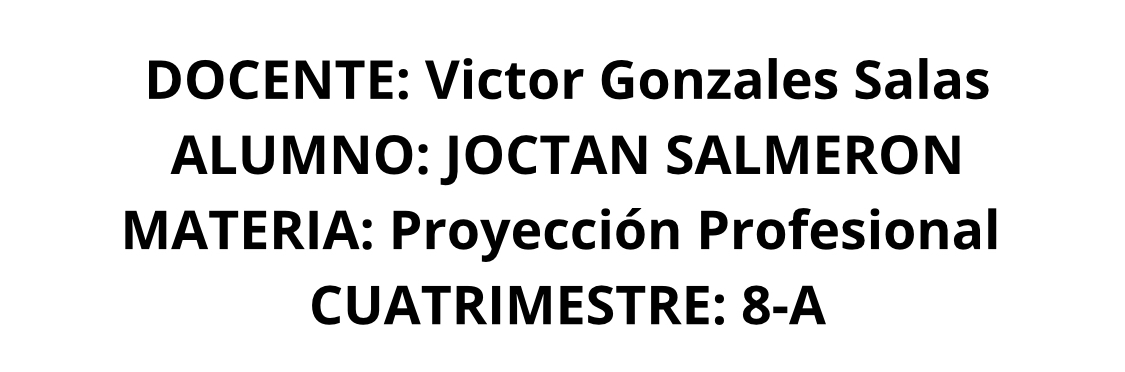 DOCENTE: Victor Gonzales Salas
ALUMNO: JOCTAN SALMERON
MATERIA: Proyección Profesional
CUATRIMESTRE: 8-A